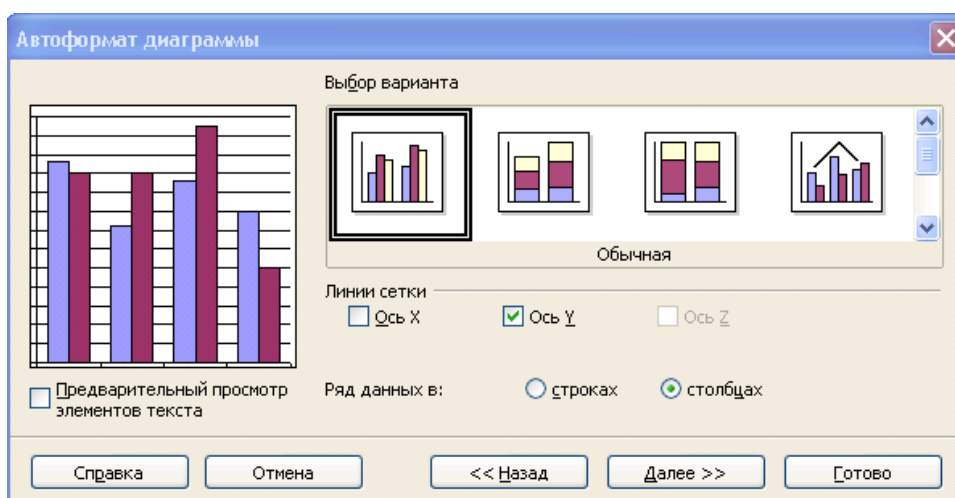 Автоформат диаграммы
Выбор варианта
Обычная
Линии сетки
Ось X
Ось Y
Ось Z
Предварительный просмотр
элементов текста
Ряд данных в:
строках
столбцах
Справка
Отмена
<< Назад
Далее >>
Готово